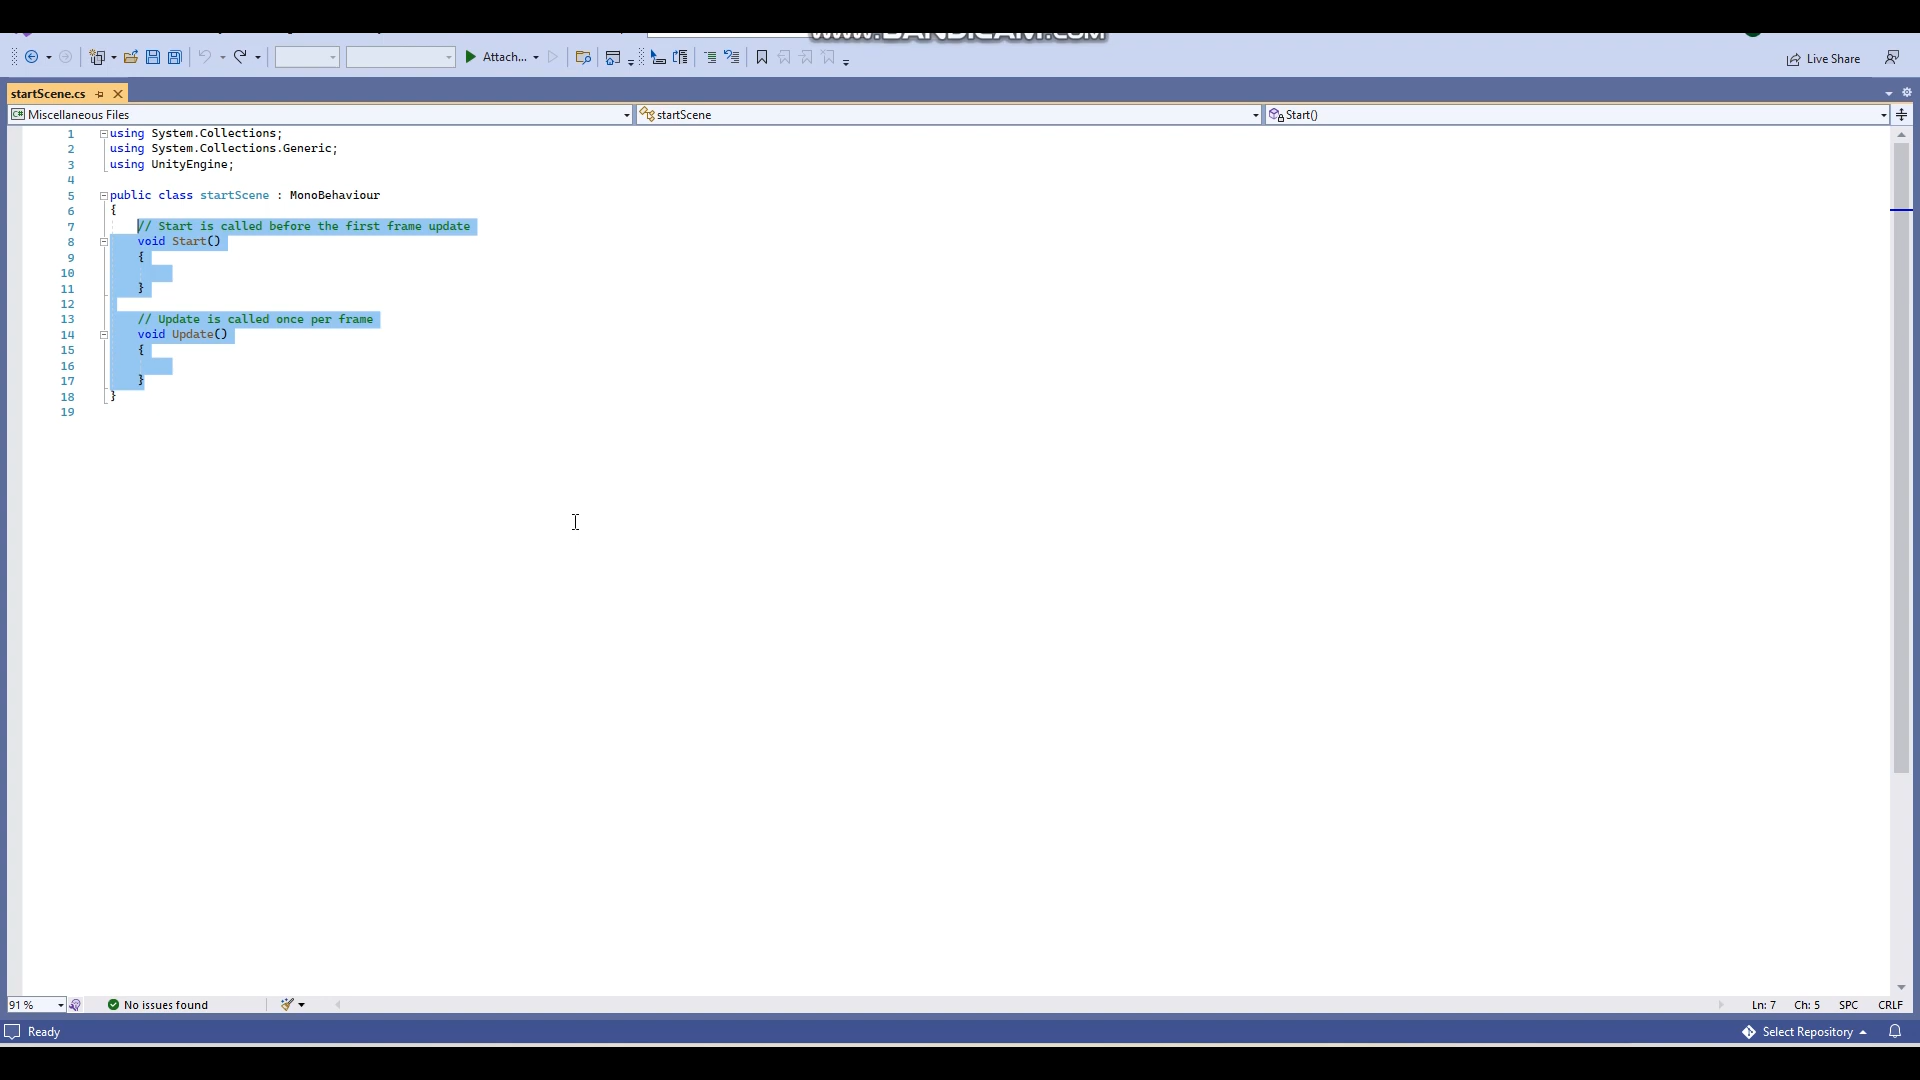 www.BANDICAM.com
Attach...
Live Share
startScene.cs
C# Miscellaneous Files
startScene
Start()
1 using System.Collections;
2 using System.Collections.Generic;
3 using UnityEngine;
4
5 public class startScene : MonoBehaviour
6 {
7 // Start is called before the first frame update
8 void Start()
9 {
10
11 }
12
13 // Update is called once per frame
14 void Update()
15 {
16
17 }
18 }
19
91 %
No issues found
Ln: 7 Ch: 5 SPC CRLF
Ready
Select Repository